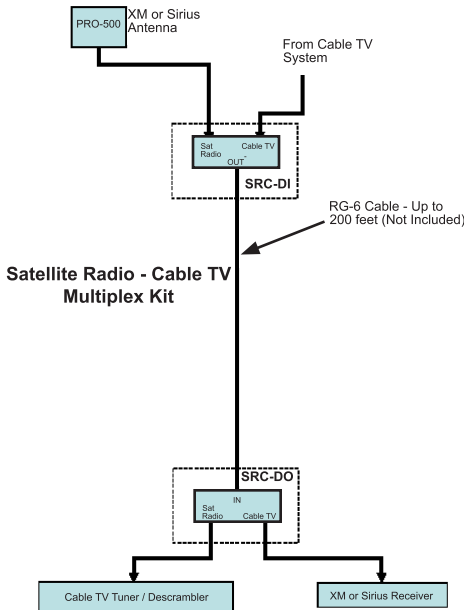 PRO-500
XM or Sirius
Antenna
From Cable TV
System
Sat
Radio
Cable TV
OUT
SRC-DI
RG-6 Cable - Up to
200 feet (Not Included)
Satellite Radio - Cable TV
Multiplex Kit
SRC-DO
IN
Sat
Radio
Cable TV
Cable TV Tuner / Descrambler
XM or Sirius Receiver